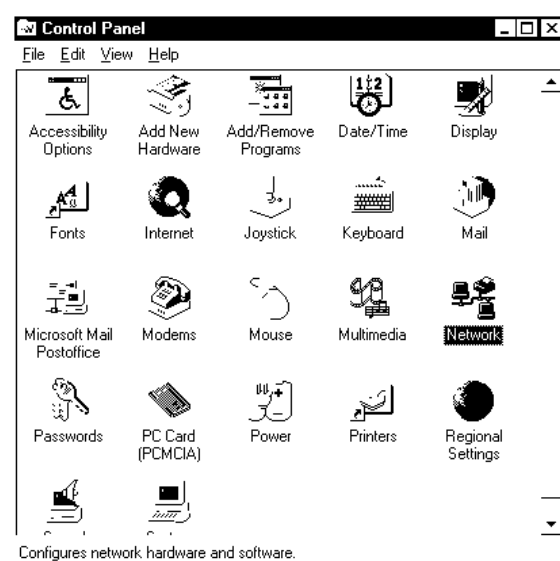 Control Panel
File Edit View Help
Accessibility Options
Add New Hardware
Add/Remove Programs
Date/Time
Display
Fonts
Internet
Joystick
Keyboard
Mail
Microsoft Mail Postoffice
Modems
Mouse
Multimedia
Network
Passwords
PC Card (PCMCIA)
Power
Printers
Regional Settings
Configures network hardware and software.